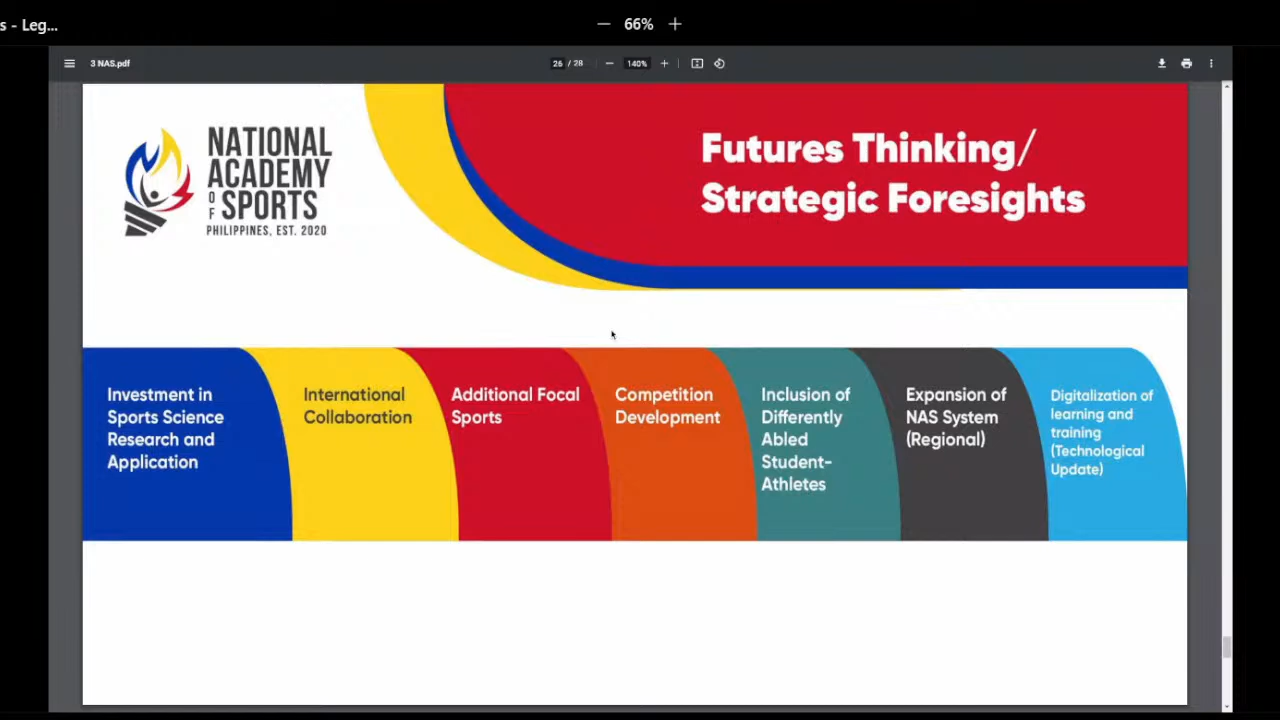 s - Leg...
66%
3 NAS.pdf
26 / 28
140%
NATIONAL
ACADEMY
OF SPORTS
PHILIPPINES, EST. 2020
Futures Thinking/
Strategic Foresights
Investment in
Sports Science
Research and
Application
International
Collaboration
Additional Focal
Sports
Competition
Development
Inclusion of
Differently
Abled
Student-
Athletes
Expansion of
NAS System
(Regional)
Digitalization of
learning and
training
(Technological
Update)